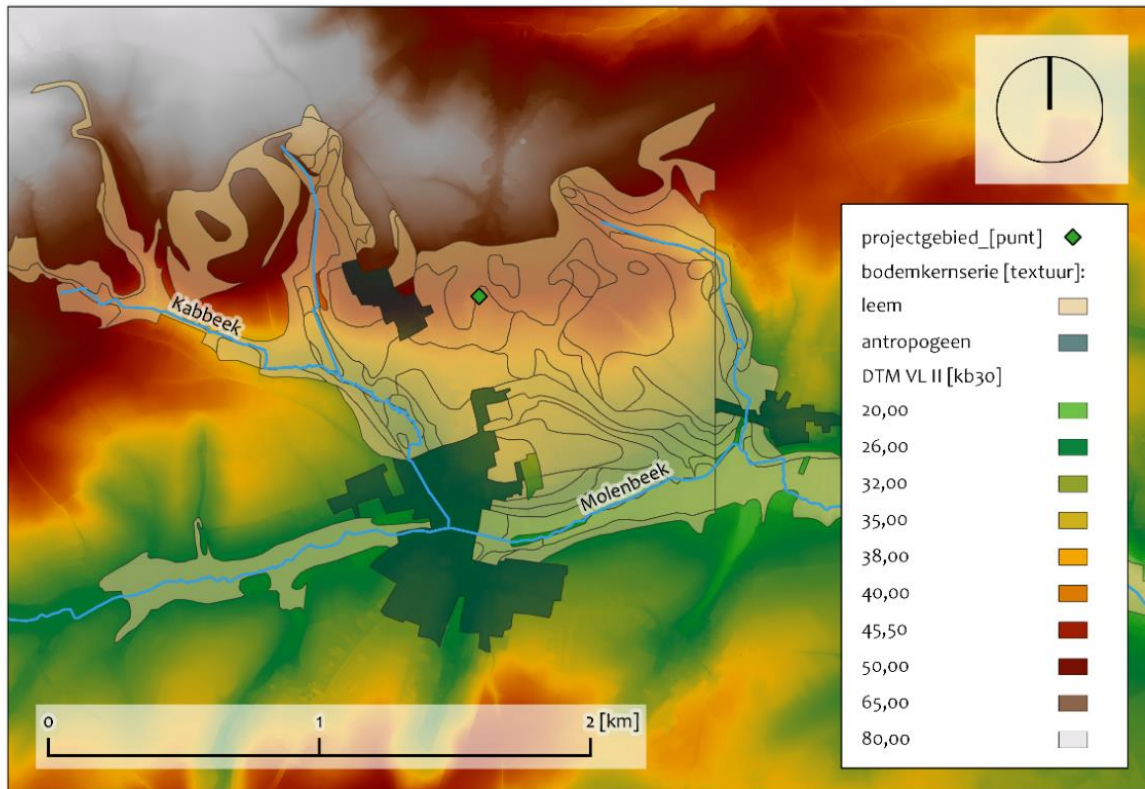 Kabbeek
Molenbeek
0 1 2 [km]
projectgebied_[punt]
bodemkernserie [textuur]:
leem
antropogeen
DTM VL II [kb30]
20,00
26,00
32,00
35,00
38,00
40,00
45,50
50,00
65,00
80,00